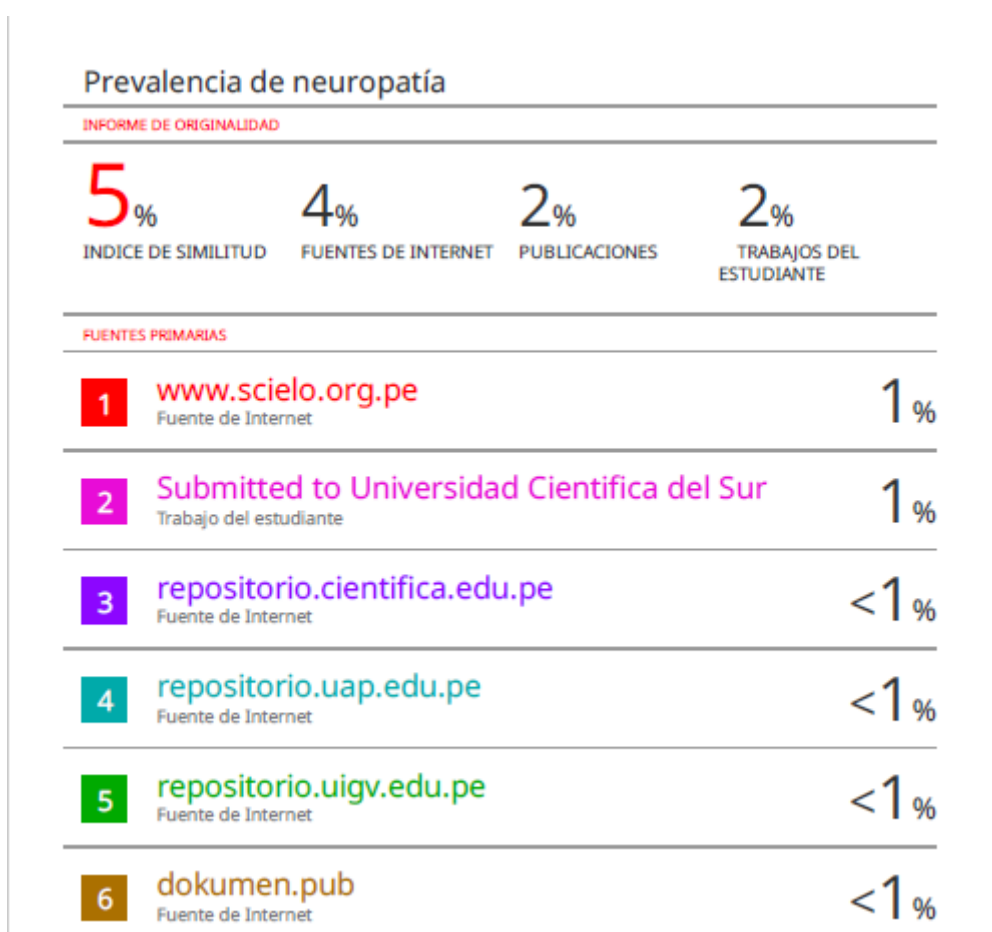 Prevalencia de neuropatía
INFORME DE ORIGINALIDAD
5%
INDICE DE SIMILITUD
4%
FUENTES DE INTERNET
2%
PUBLICACIONES
2%
TRABAJOS DEL
ESTUDIANTE
FUENTES PRIMARIAS
1
www.scielo.org.pe
Fuente de Internet
1%
2
Submitted to Universidad Cientifica del Sur
Trabajo del estudiante
1%
3
repositorio.cientifica.edu.pe
Fuente de Internet
<1%
4
repositorio.uap.edu.pe
Fuente de Internet
<1%
5
repositorio.uigv.edu.pe
Fuente de Internet
<1%
6
dokumen.pub
Fuente de Internet
<1%